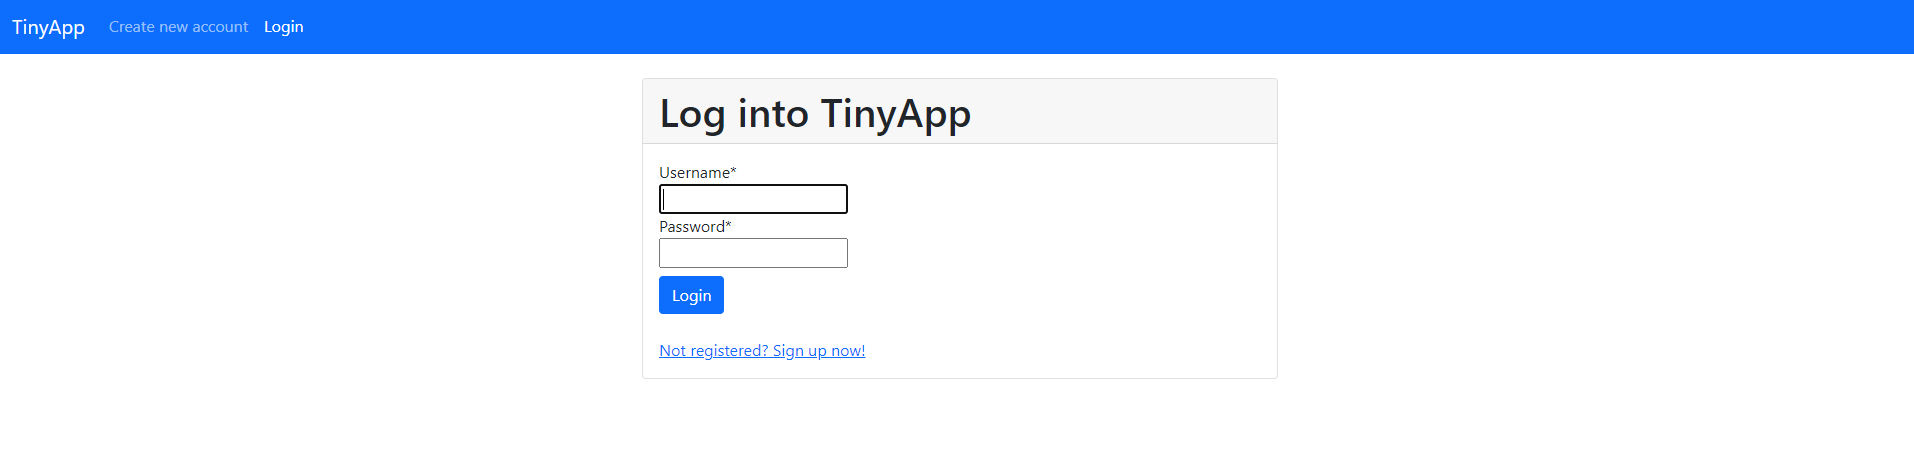 TinyApp Create new account Login
Log into TinyApp
Username*
Password*
Login
Not registered? Sign up now!